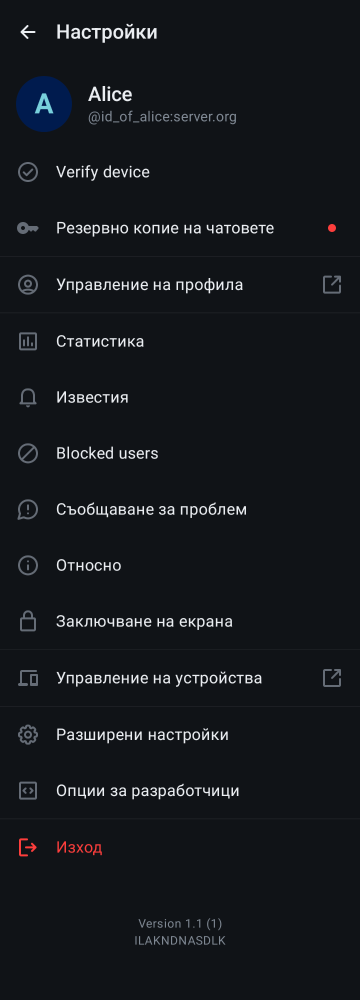 Настройки
A
Alice
@id_of_alice:server.org
Verify device
Резервно копие на чатовете
Управление на профила
Статистика
Известия
Blocked users
Съобщаване за проблем
Относно
Заключване на екрана
Управление на устройства
Разширени настройки
Опции за разработчици
Изход
Version 1.1 (1)
ILAKNDNASDLK